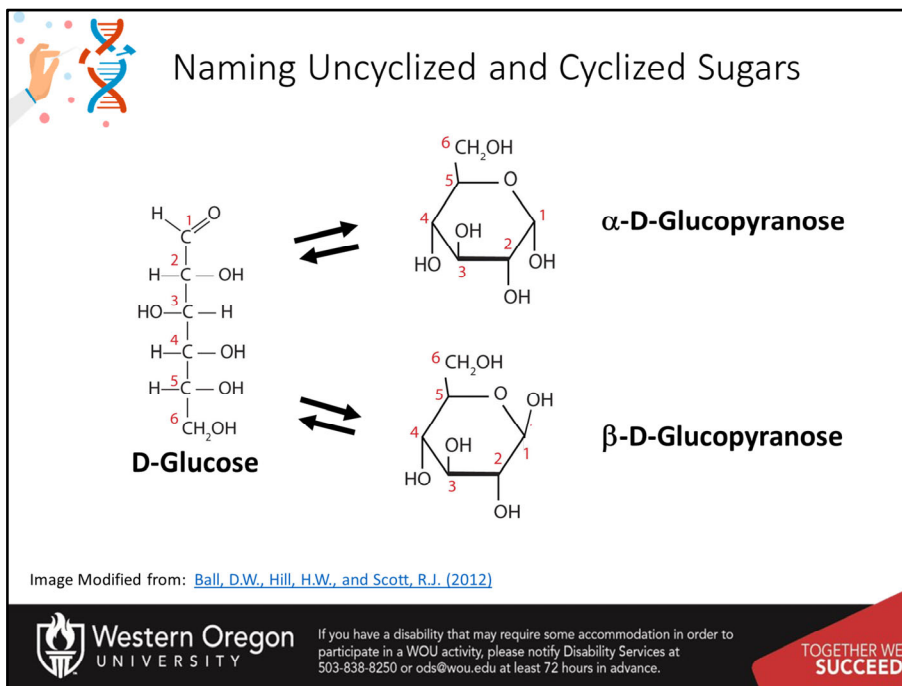 Naming Uncyclized and Cyclized Sugars
H
O
1
C
2
H—C—OH
3
HO—C—H
4
H—C—OH
5
H—C—OH
6
CH₂OH
D-Glucose
6
CH₂OH
5
O
4
1
OH
2
HO
3
OH
OH
α-D-Glucopyranose
6
CH₂OH
5
O
OH
4
OH
2
1
HO
3
OH
β-D-Glucopyranose
Image Modified from: Ball, D.W., Hill, H.W., and Scott, R.J. (2012)
Western Oregon
UNIVERSITY
If you have a disability that may require some accommodation in order to
participate in a WOU activity, please notify Disability Services at
503-838-8250 or ods@wou.edu at least 72 hours in advance.
TOGETHER WE
SUCCEED